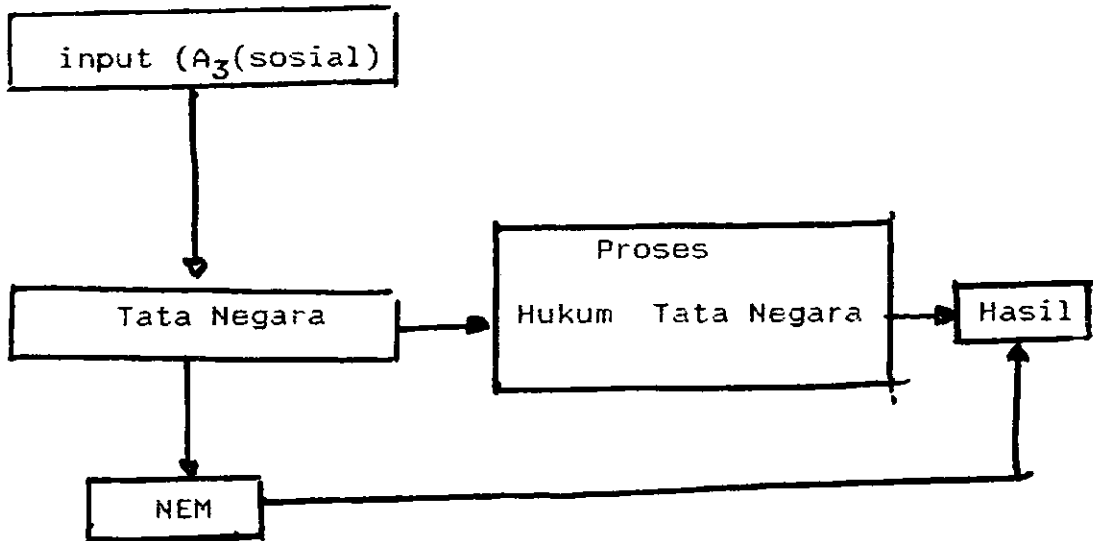 input (A₃(sosial)
Proses
Tata Negara
Hukum Tata Negara
Hasil
NEM